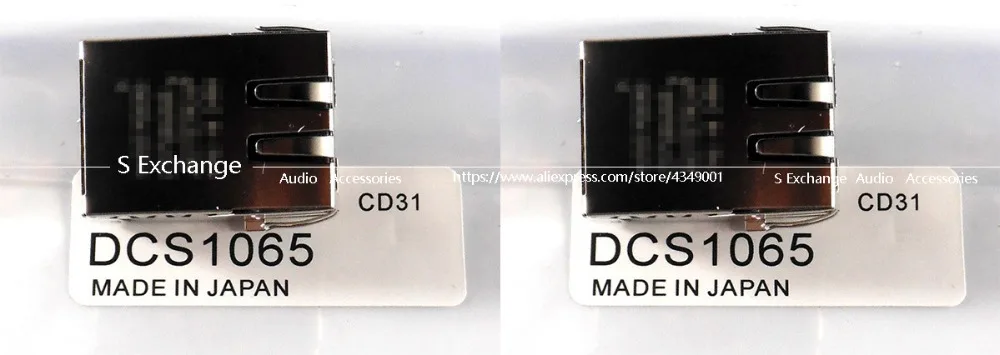 S Exchange
Audio Accessories
https://www.aliexpress.com/store/4349001
S Exchange Audio Accessories
CD31
DCS1065
MADE IN JAPAN
CD31
DCS1065
MADE IN JAPAN